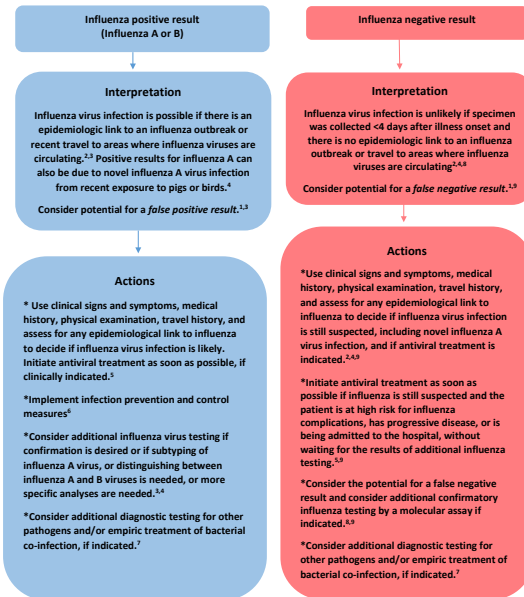 Influenza positive result
(Influenza A or B)
Interpretation
Influenza virus infection is possible if there is an
epidemiologic link to an influenza outbreak or
recent travel to areas where influenza viruses are
circulating.2,3 Positive results for influenza A can
also be due to novel influenza A virus infection
from recent exposure to pigs or birds.4
Consider potential for a false positive result.1,3
Actions
* Use clinical signs and symptoms, medical
history, physical examination, travel history, and
assess for any epidemiological link to influenza
to decide if influenza virus infection is likely.
Initiate antiviral treatment as soon as possible, if
clinically indicated.5
*Implement infection prevention and control
measures6
*Consider additional influenza virus testing if
confirmation is desired or if subtyping of
influenza A virus, or distinguishing between
influenza A and B viruses is needed, or more
specific analyses are needed.3,4
*Consider additional diagnostic testing for other
pathogens and/or empiric treatment of bacterial
co-infection, if indicated.7
Influenza negative result
Interpretation
Influenza virus infection is unlikely if specimen
was collected <4 days after illness onset and
there is no epidemiologic link to an influenza
outbreak or travel to areas where influenza
viruses are circulating2,4,8
Consider potential for a false negative result.1,9
Actions
*Use clinical signs and symptoms, medical
history, physical examination, travel history,
and assess for any epidemiological link to
influenza to decide if influenza virus infection
is still suspected, including novel influenza A
virus infection, and if antiviral treatment is
indicated.2,4,9
*Initiate antiviral treatment as soon as
possible if influenza is still suspected and the
patient is at high risk for influenza
complications, has progressive disease, or is
being admitted to the hospital, without
waiting for the results of additional influenza
testing.5,9
*Consider the potential for a false negative
result and consider additional confirmatory
influenza testing by a molecular assay if
indicated.8,9
*Consider additional diagnostic testing for
other pathogens and/or empiric treatment of
bacterial co-infection, if indicated.7